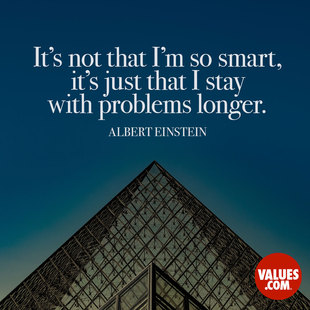 It's not that I'm so smart,
it's just that I stay
with problems longer.
ALBERT EINSTEIN
VALUES
.COM